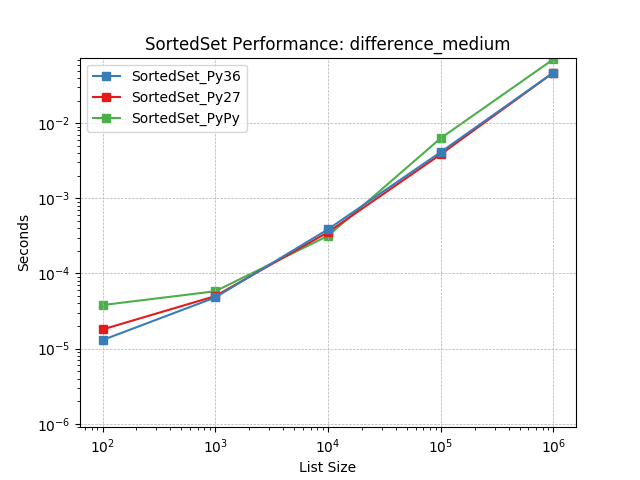 SortedSet Performance: difference_medium
SortedSet_Py36
SortedSet_Py27
SortedSet_PyPy
Seconds
10⁻²
10⁻³
10⁻⁴
10⁻⁵
10⁻⁶
10² 10³ 10⁴ 10⁵ 10⁶
List Size